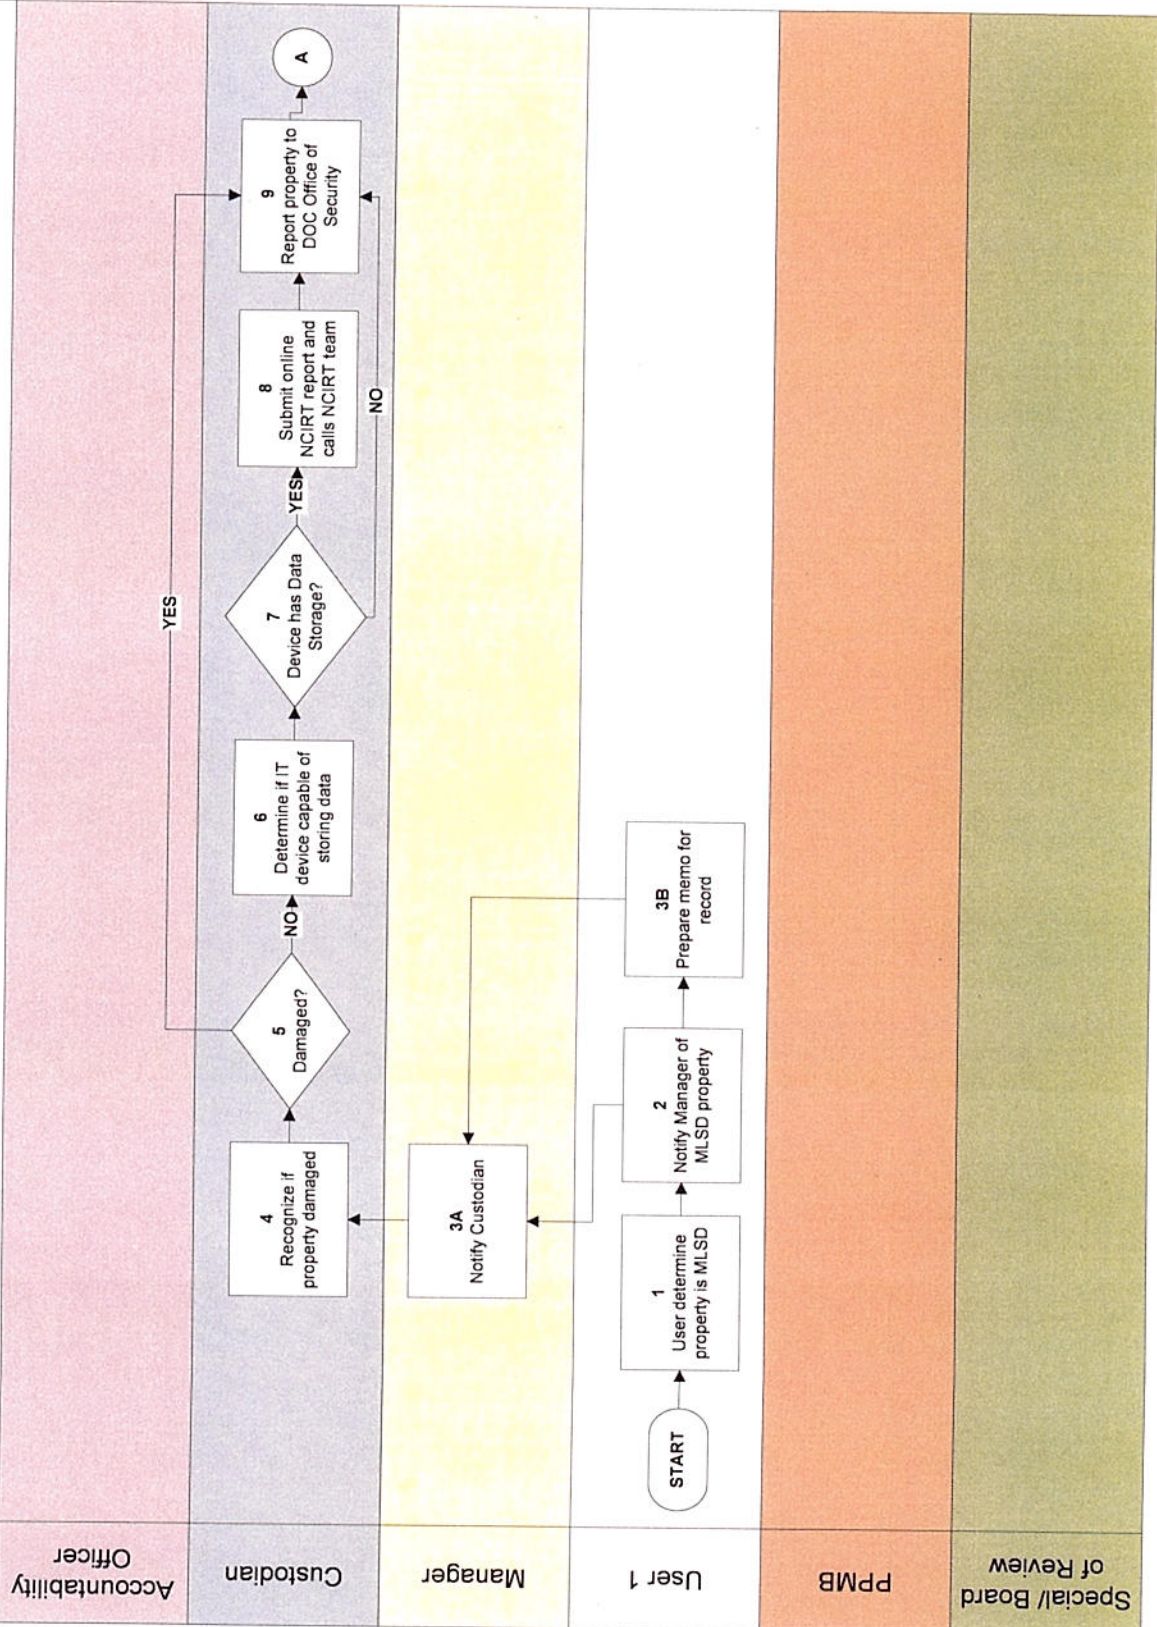 Accountability
Officer
Custodian
Manager
User 1
PPMB
Special/ Board
of Review
START
1
User determine
property is MLSD
2
Notify Manager of
MLSD property
3B
Prepare memo for
record
3A
Notify Custodian
4
Recognize if
property damaged
5
Damaged?
YES
NO
6
Determine if IT
device capable of
storing data
7
Device has Data
Storage?
YES
NO
8
Submit online
NCIRT report and
calls NCIRT team
9
Report property to
DOC Office of
Security
A